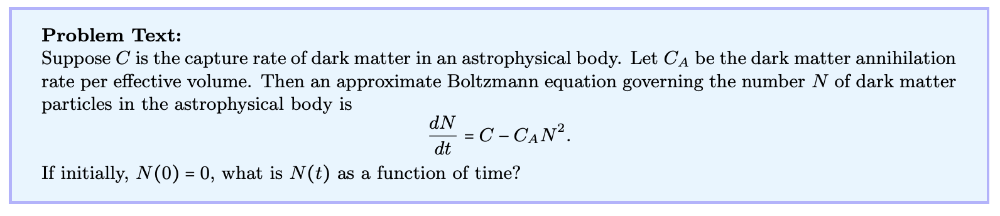 Problem Text:
Suppose C is the capture rate of dark matter in an astrophysical body. Let C_A be the dark matter annihilation
rate per effective volume. Then an approximate Boltzmann equation governing the number N of dark matter
particles in the astrophysical body is
dN/dt = C − C_A N².
If initially, N(0) = 0, what is N(t) as a function of time?